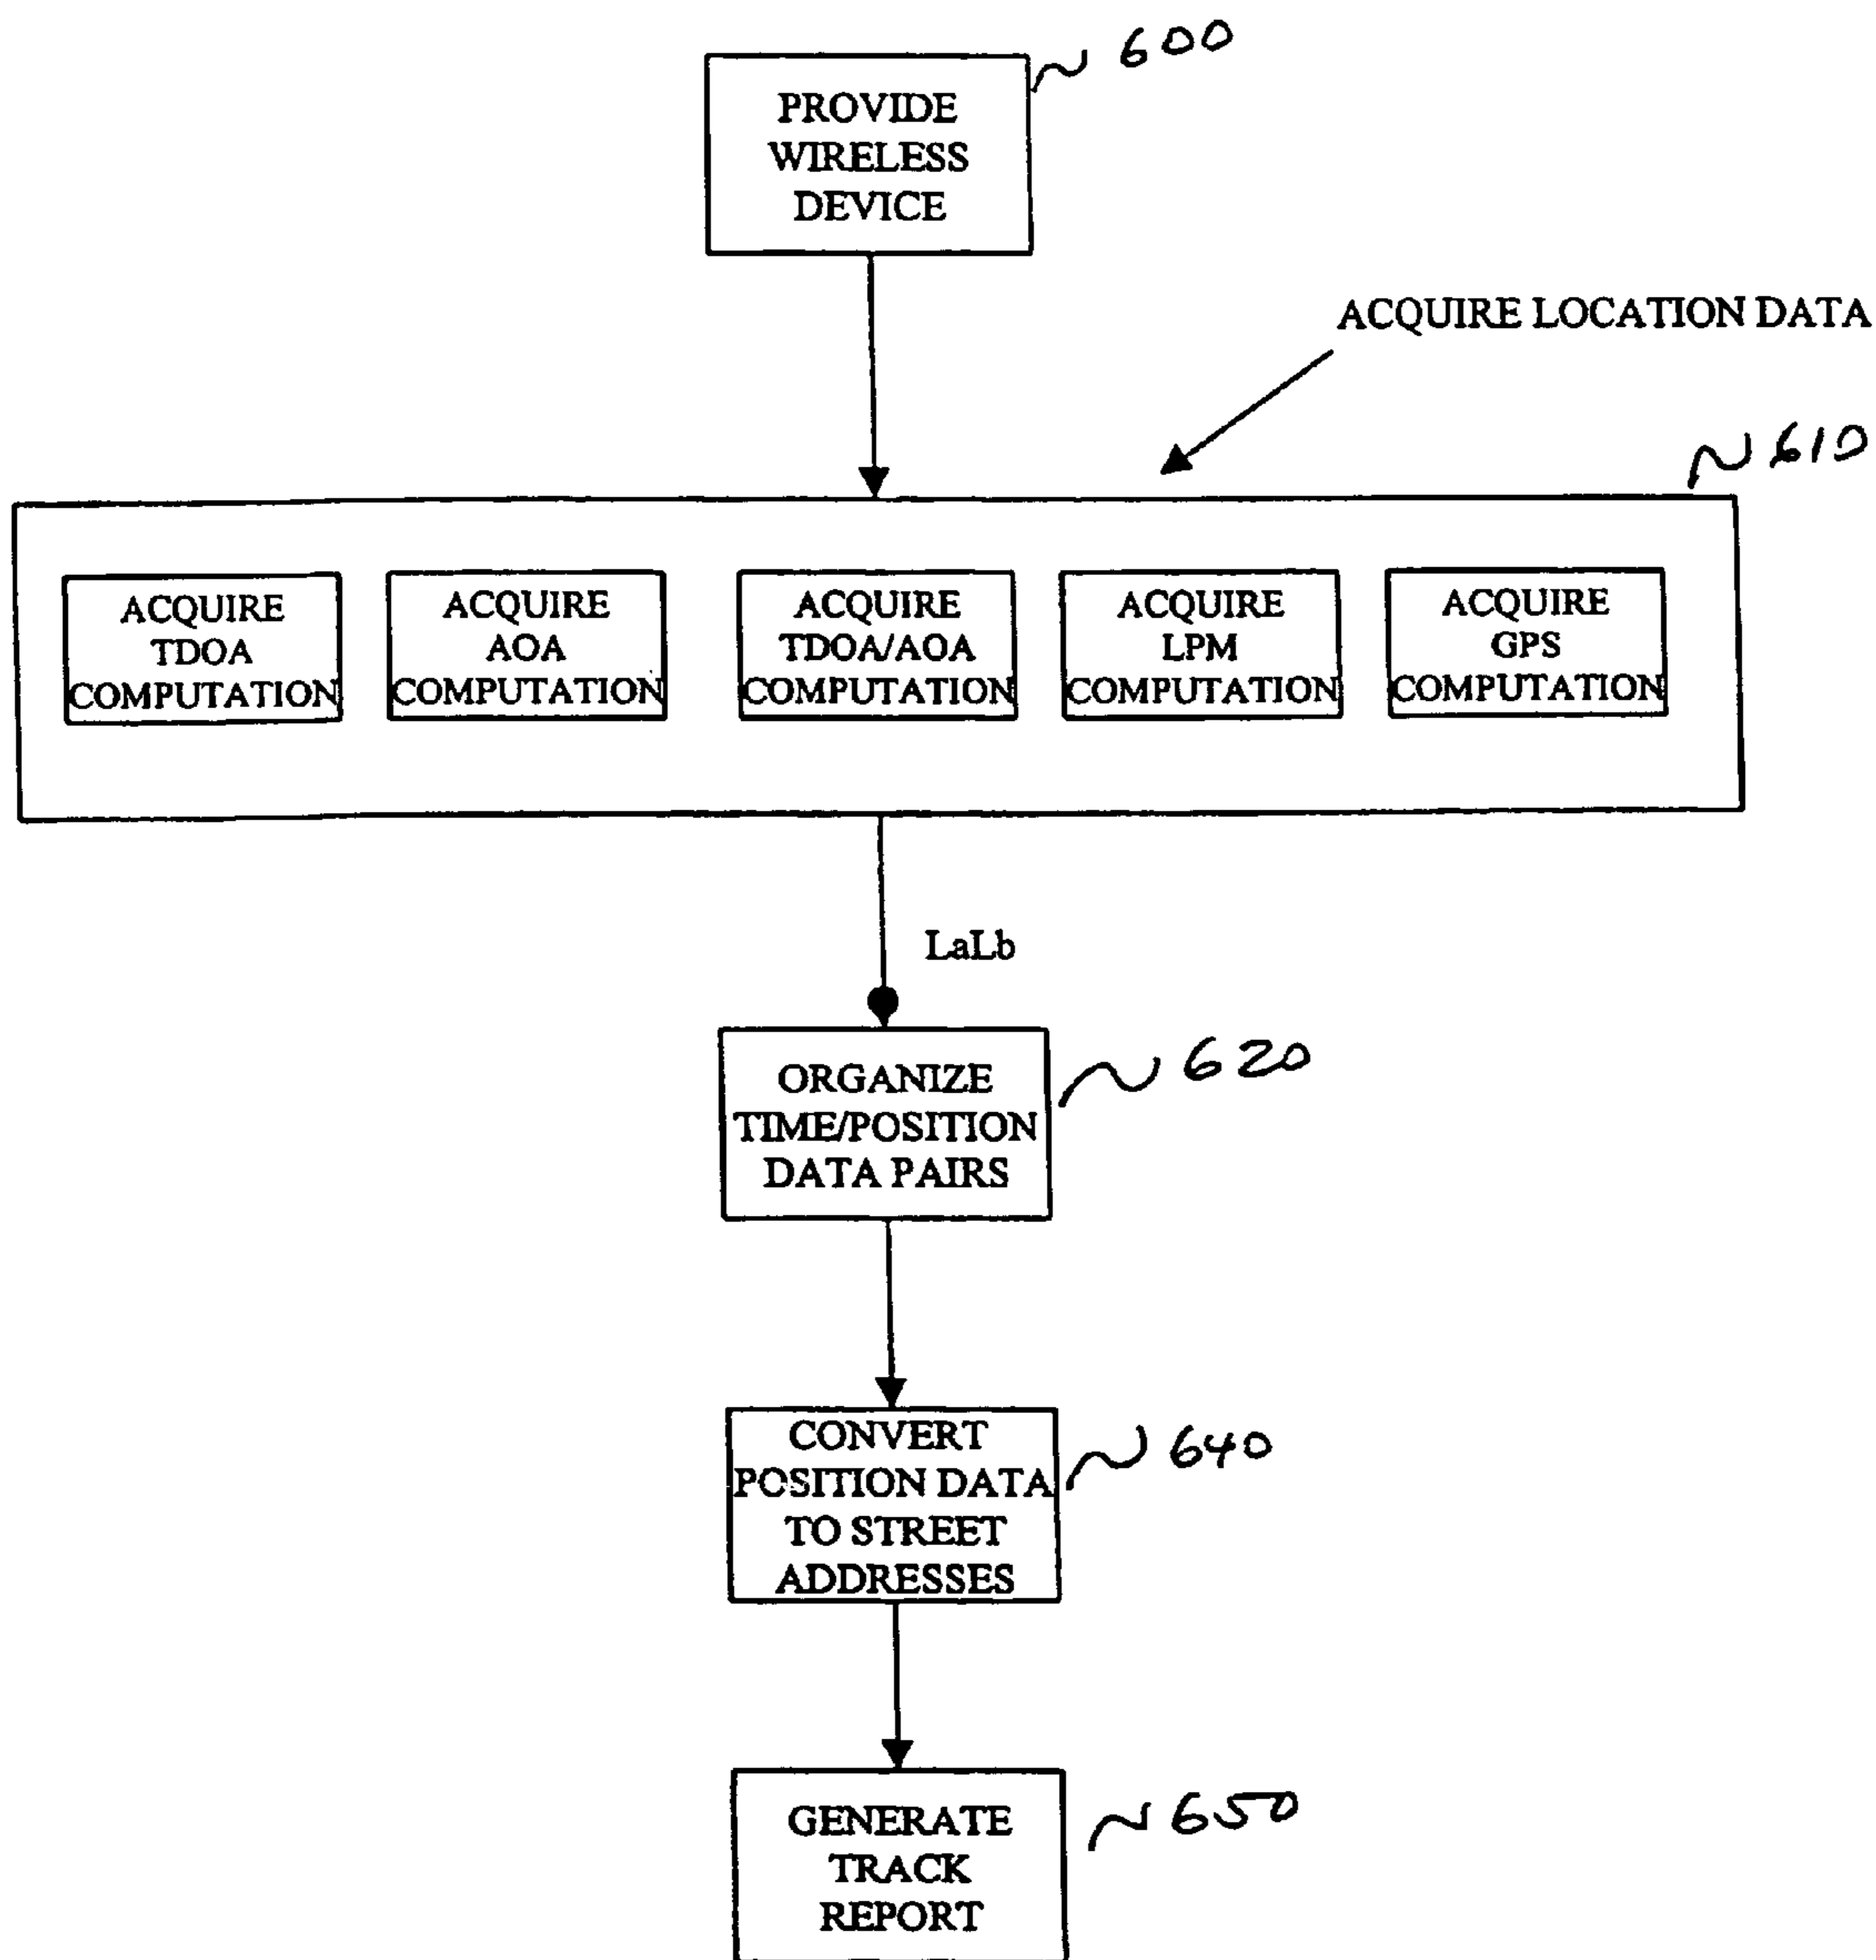 PROVIDE
WIRELESS
DEVICE
600
ACQUIRE LOCATION DATA
610
ACQUIRE
TDOA
COMPUTATION
ACQUIRE
AOA
COMPUTATION
ACQUIRE
TDOA/AOA
COMPUTATION
ACQUIRE
LPM
COMPUTATION
ACQUIRE
GPS
COMPUTATION
LaLb
ORGANIZE
TIME/POSITION
DATA PAIRS
620
CONVERT
POSITION DATA
TO STREET
ADDRESSES
640
GENERATE
TRACK
REPORT
650